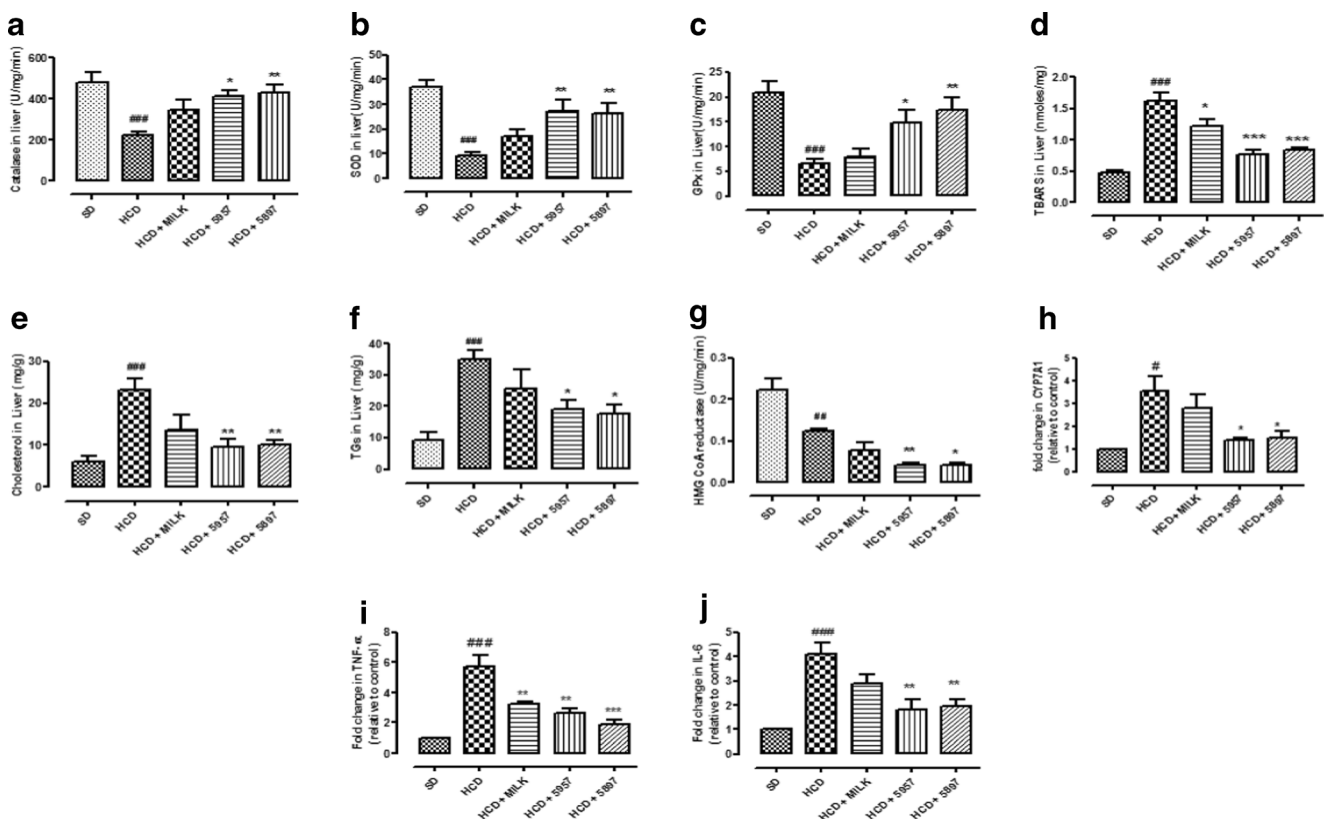 a
Catalase in liver (U/mg/min)
600
400
200
0
###
*
**
SD
HCD
HCD+MILK
HCD+ 5957
HCD+ 5897
b
SOD in liver(U/mg/min)
50
40
30
20
10
0
###
**
**
SD
HCD
HCD+MILK
HCD+ 5957
HCD+ 5897
c
GPx in Liver(U/mg/min)
25
20
15
10
5
0
###
*
**
SD
HCD
HCD+MILK
HCD+ 5957
HCD+ 5897
d
TBARS in Liver (nmoles/mg)
2.0
1.5
1.0
0.5
0.0
###
*
***
***
SD
HCD
HCD+MILK
HCD+ 5957
HCD+ 5897
e
Cholesterol in Liver (mg/g)
30
20
10
0
###
**
**
SD
HCD
HCD+MILK
HCD+ 5957
HCD+ 5897
f
TGs in Liver (mg/g)
40
30
20
10
0
###
*
*
SD
HCD
HCD+MILK
HCD+ 5957
HCD+ 5897
g
HMG CoA reductase (U/mg/min)
0.3
0.2
0.1
0.0
##
**
*
SD
HCD
HCD+MILK
HCD+ 5957
HCD+ 5897
h
fold change in CYP7A1
(relative to control)
5
4
3
2
1
0
#
*
*
SD
HCD
HCD+MILK
HCD+ 5957
HCD+ 5897
i
Fold change in TNF-α
(relative to control)
8
6
4
2
0
###
**
**
***
SD
HCD
HCD+MILK
HCD+ 5957
HCD+ 5897
j
Fold change in IL-6
(relative to control)
5
4
3
2
1
0
###
**
**
SD
HCD
HCD+MILK
HCD+ 5957
HCD+ 5897